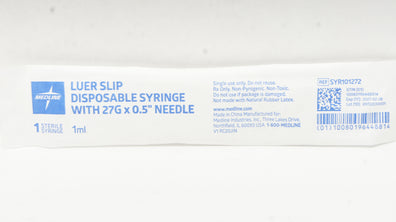 MEDLINE
LUER SLIP
DISPOSABLE SYRINGE
WITH 27G x 0.5" NEEDLE
1 STERILE SYRINGE
1ml
Single use only. Do not reuse.
Rx Only. Non-Pyrogenic. Non-Toxic.
Do not use if package is damaged.
Not made with Natural Rubber Latex.
www.medline.com
Made in China Manufactured for:
Medline Industries, Inc., Three Lakes Drive,
Northfield, IL 60093 USA 1-800-MEDLINE
REF SYR101272
(01)10080196445814